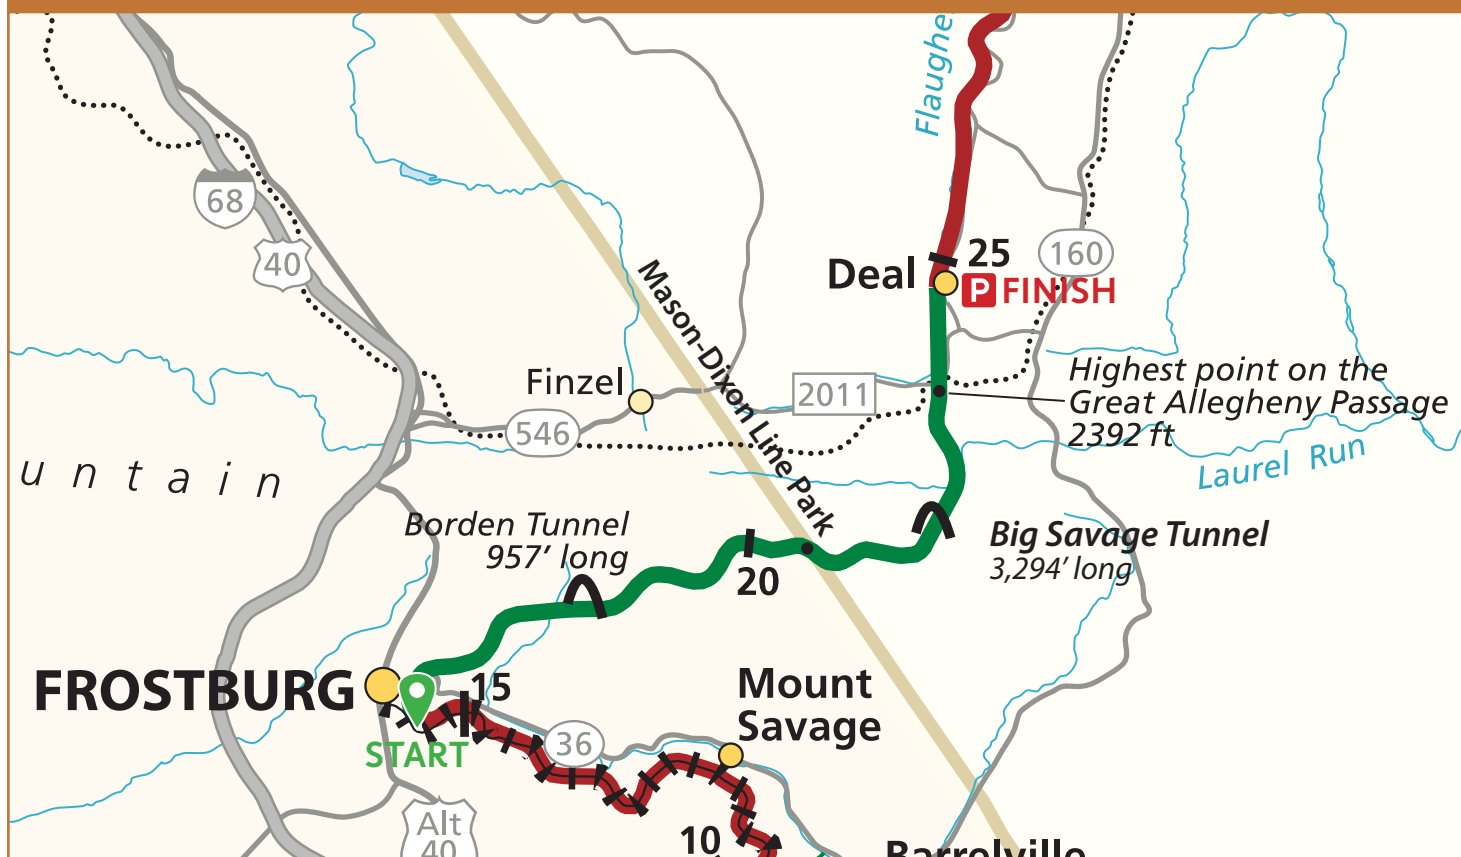 Flaughe
68
40
25
160
Deal
P FINISH
Mason-Dixon Line Park
Finzel
2011
546
Highest point on the
Great Allegheny Passage
2392 ft
Laurel Run
u n t a i n
Borden Tunnel
957' long
Big Savage Tunnel
3,294' long
20
FROSTBURG
15
START
36
Mount
Savage
Alt
40
10
Barrelville